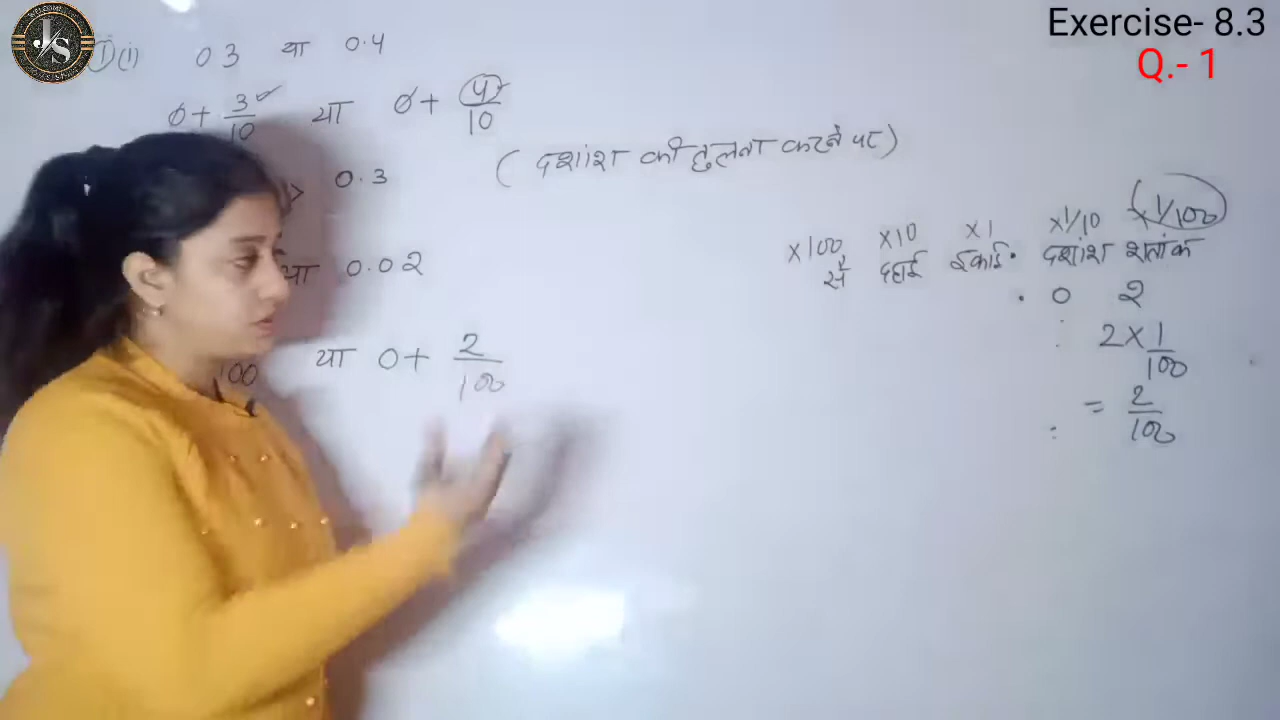 WELCOME
J/S
Exercise- 8.3
Q.- 1
(i) 0 3 या 0.4
0+ 3/10 या 0+ 4/10
> 0.3 (दशांश की तुलना करने पर)
या 0.02
100 या 0+ 2/100
×100 ×10 ×1 ×1/10 (×1/100)
सै दहाई इकाई. दशांश शतांक
. 0 2
2 × 1/100
= 2/100